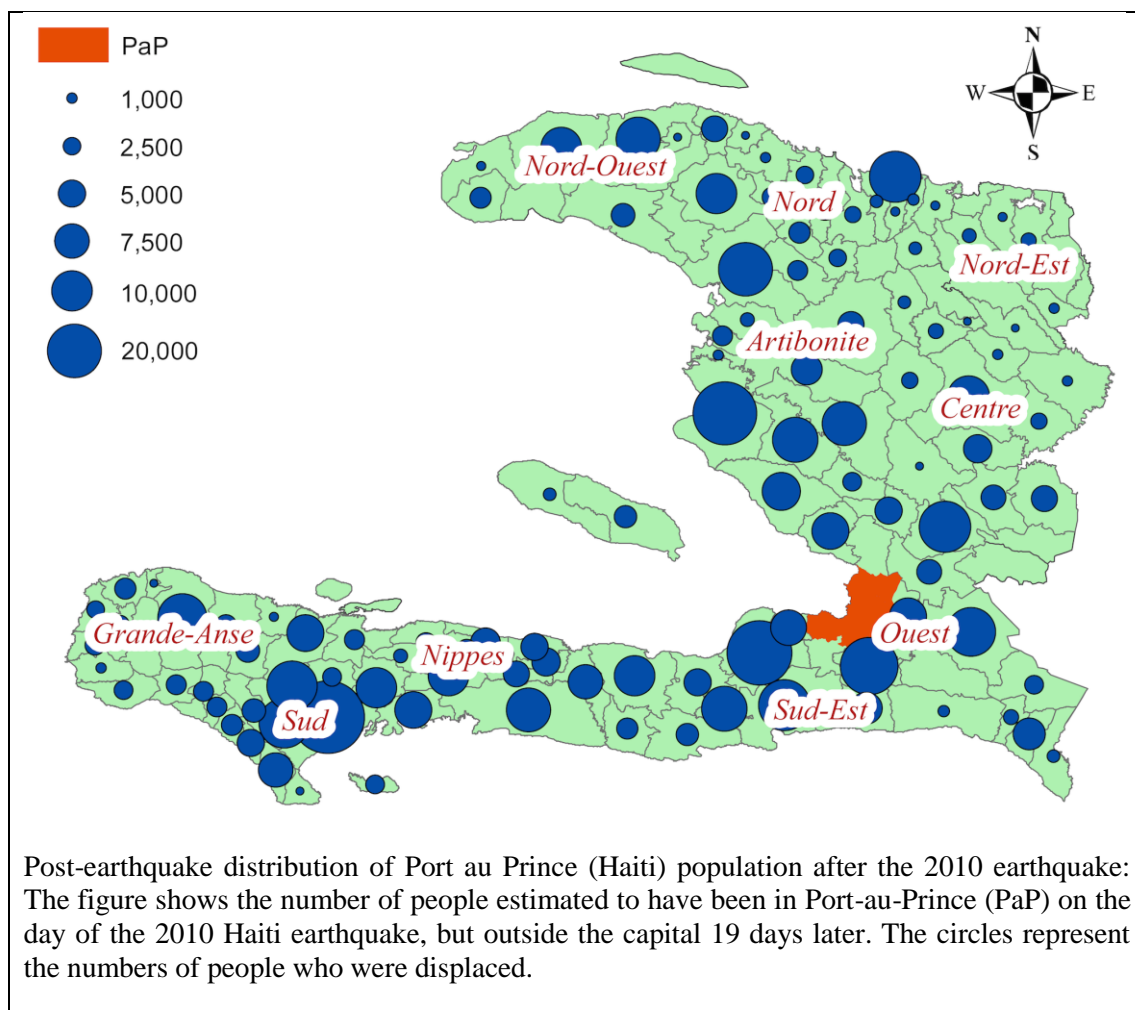 PaP
1,000
2,500
5,000
7,500
10,000
20,000
N
W E
S
Nord-Ouest
Nord
Nord-Est
Artibonite
Centre
Grande-Anse
Nippes
Ouest
Sud
Sud-Est
Post-earthquake distribution of Port au Prince (Haiti) population after the 2010 earthquake:
The figure shows the number of people estimated to have been in Port-au-Prince (PaP) on the
day of the 2010 Haiti earthquake, but outside the capital 19 days later. The circles represent
the numbers of people who were displaced.